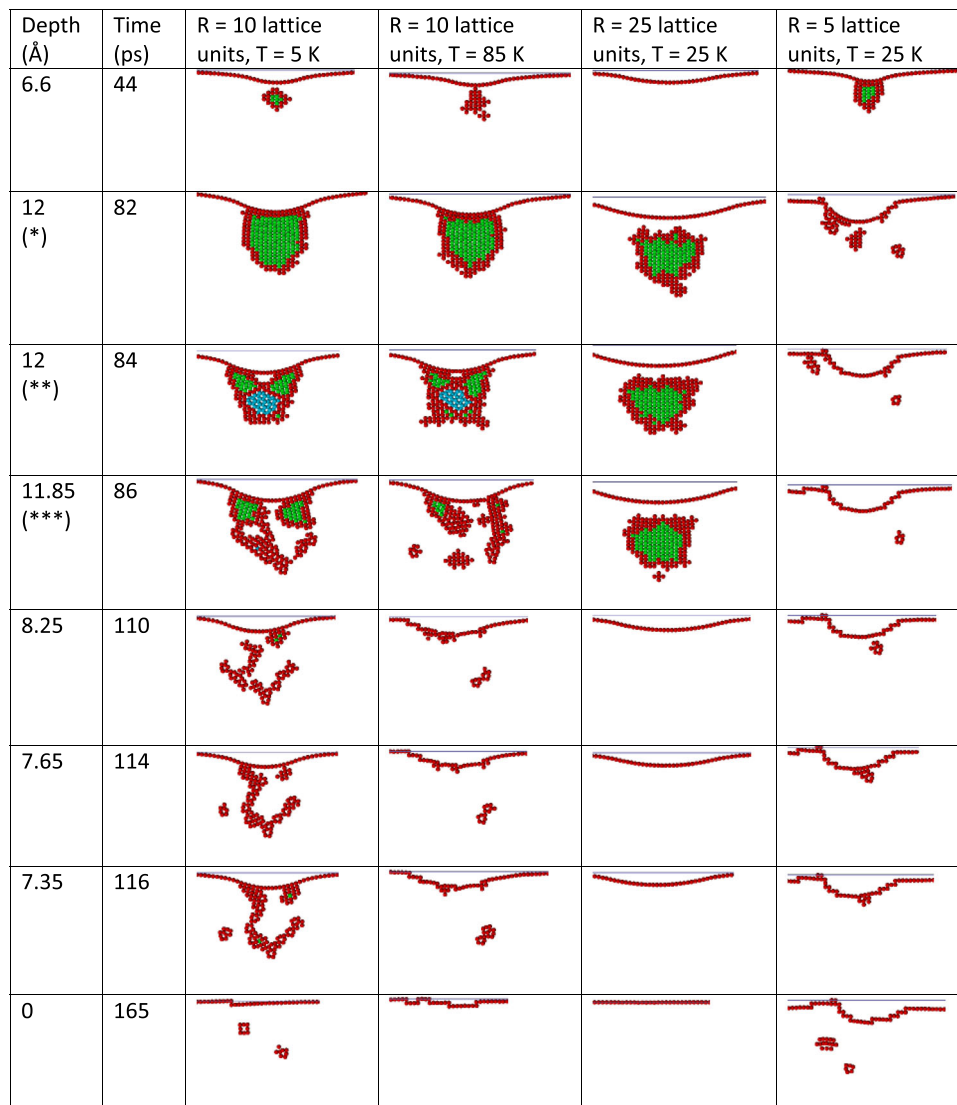 Depth (Å) Time (ps) R = 10 lattice units, T = 5 K R = 10 lattice units, T = 85 K R = 25 lattice units, T = 25 K R = 5 lattice units, T = 25 K
6.6 44
12 (*) 82
12 (**) 84
11.85 (***) 86
8.25 110
7.65 114
7.35 116
0 165